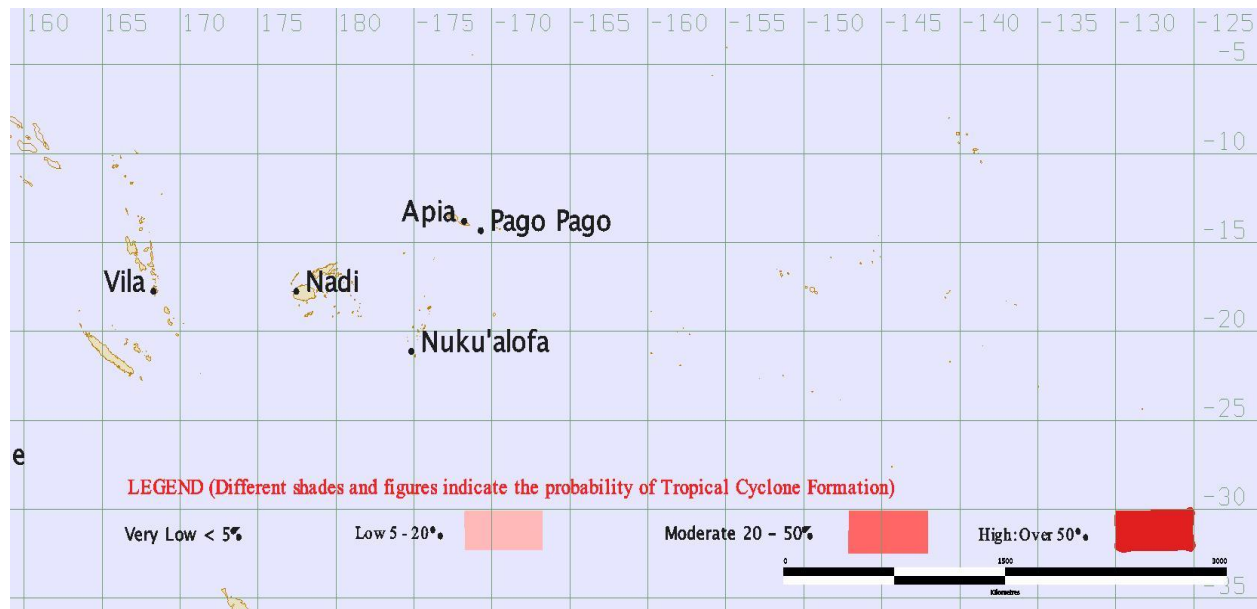 160 165 170 175 180 -175 -170 -165 -160 -155 -150 -145 -140 -135 -130 -125
-5
-10
Apia
Pago Pago
-15
Vila
Nadi
-20
Nuku'alofa
-25
e
LEGEND (Different shades and figures indicate the probability of Tropical Cyclone Formation)
-30
Very Low < 5% Low 5 - 20% Moderate 20 - 50% High: Over 50%
0 1500 3000
-35
Kilometres